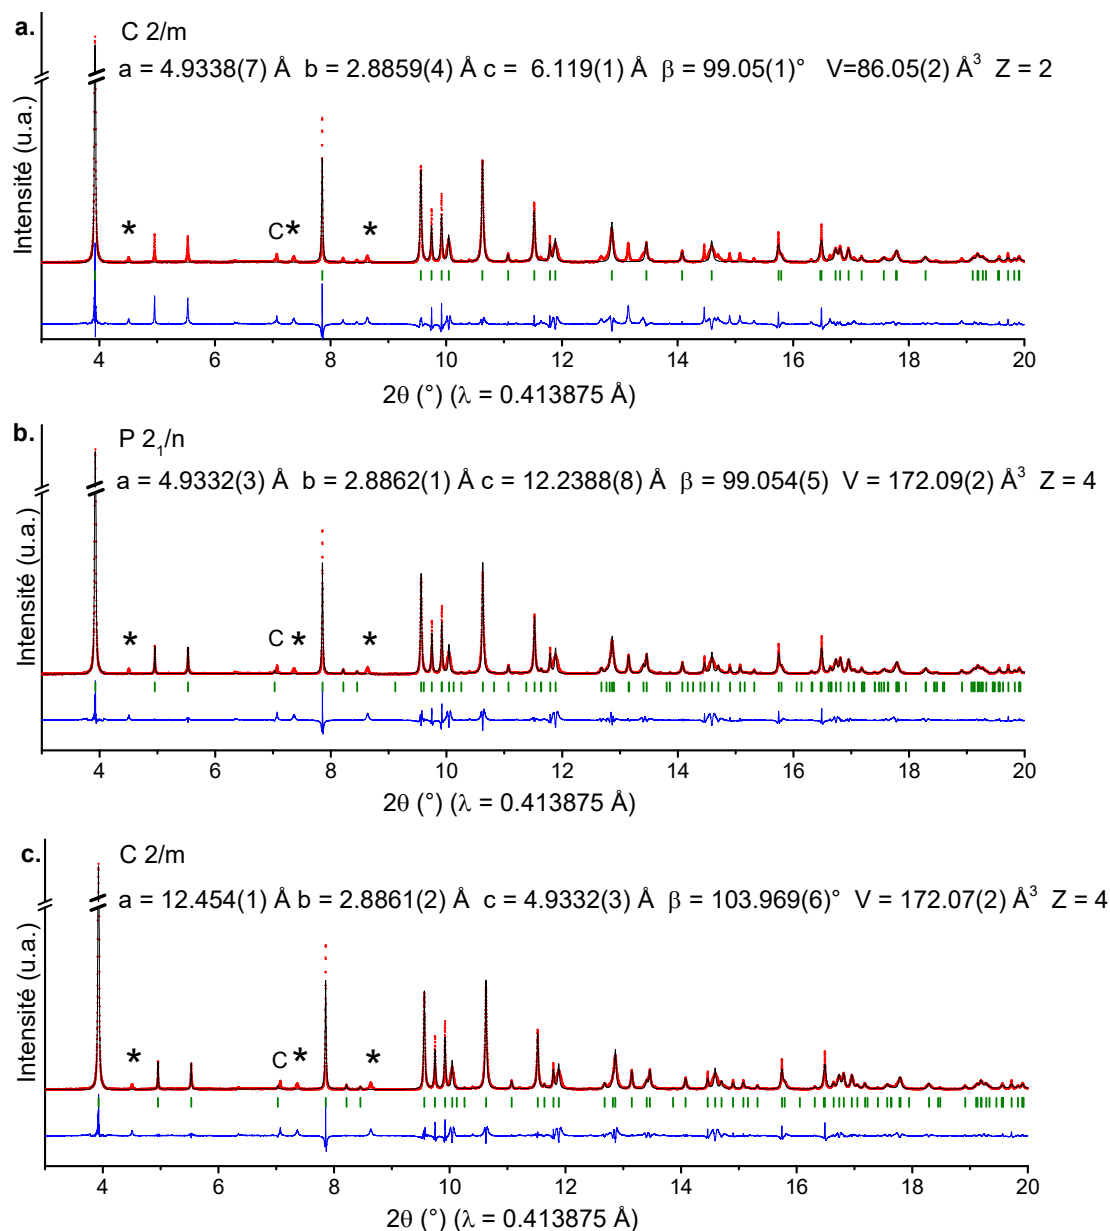 a.
C 2/m
a = 4.9338(7) Å b = 2.8859(4) Å c = 6.119(1) Å β = 99.05(1)° V=86.05(2) Å³ Z = 2
Intensité (u.a.)
*
C *
*
4 6 8 10 12 14 16 18 20
2θ (°) (λ = 0.413875 Å)
b.
P 2₁/n
a = 4.9332(3) Å b = 2.8862(1) Å c = 12.2388(8) Å β = 99.054(5) V = 172.09(2) Å³ Z = 4
Intensité (u.a.)
*
C *
*
4 6 8 10 12 14 16 18 20
2θ (°) (λ = 0.413875 Å)
c.
C 2/m
a = 12.454(1) Å b = 2.8861(2) Å c = 4.9332(3) Å β = 103.969(6)° V = 172.07(2) Å³ Z = 4
Intensité (u.a.)
*
C *
*
4 6 8 10 12 14 16 18 20
2θ (°) (λ = 0.413875 Å)